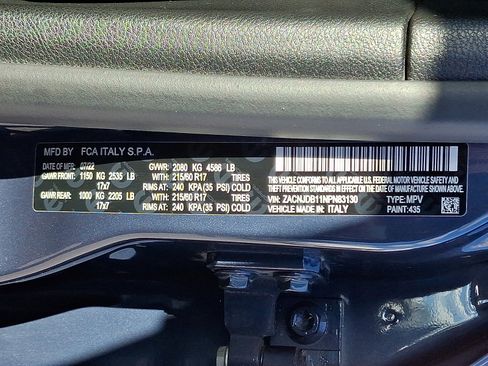 MFD BY: FCA ITALY S.P.A.
DATE OF MFR: 07/22 GVWR: 2080 KG 4586 LB
GAWR FRONT: 1150 KG 2535 LB WITH: 215/60 R17 TIRES
17x7 RIMS AT: 240 KPA (35 PSI) COLD
GAWR REAR: 1000 KG 2205 LB WITH: 215/60 R17 TIRES
17x7 RIMS AT: 240 KPA (35 PSI) COLD
THIS VEHICLE CONFORMS TO ALL APPLICABLE U.S. FEDERAL MOTOR VEHICLE
SAFETY, BUMPER AND THEFT PREVENTION STANDARDS IN
EFFECT ON THE DATE OF MANUFACTURE SHOWN ABOVE.
VIN: ZACNJDB11NPN83130 TYPE: MPV
VEHICLE MADE IN: ITALY PAINT: 435